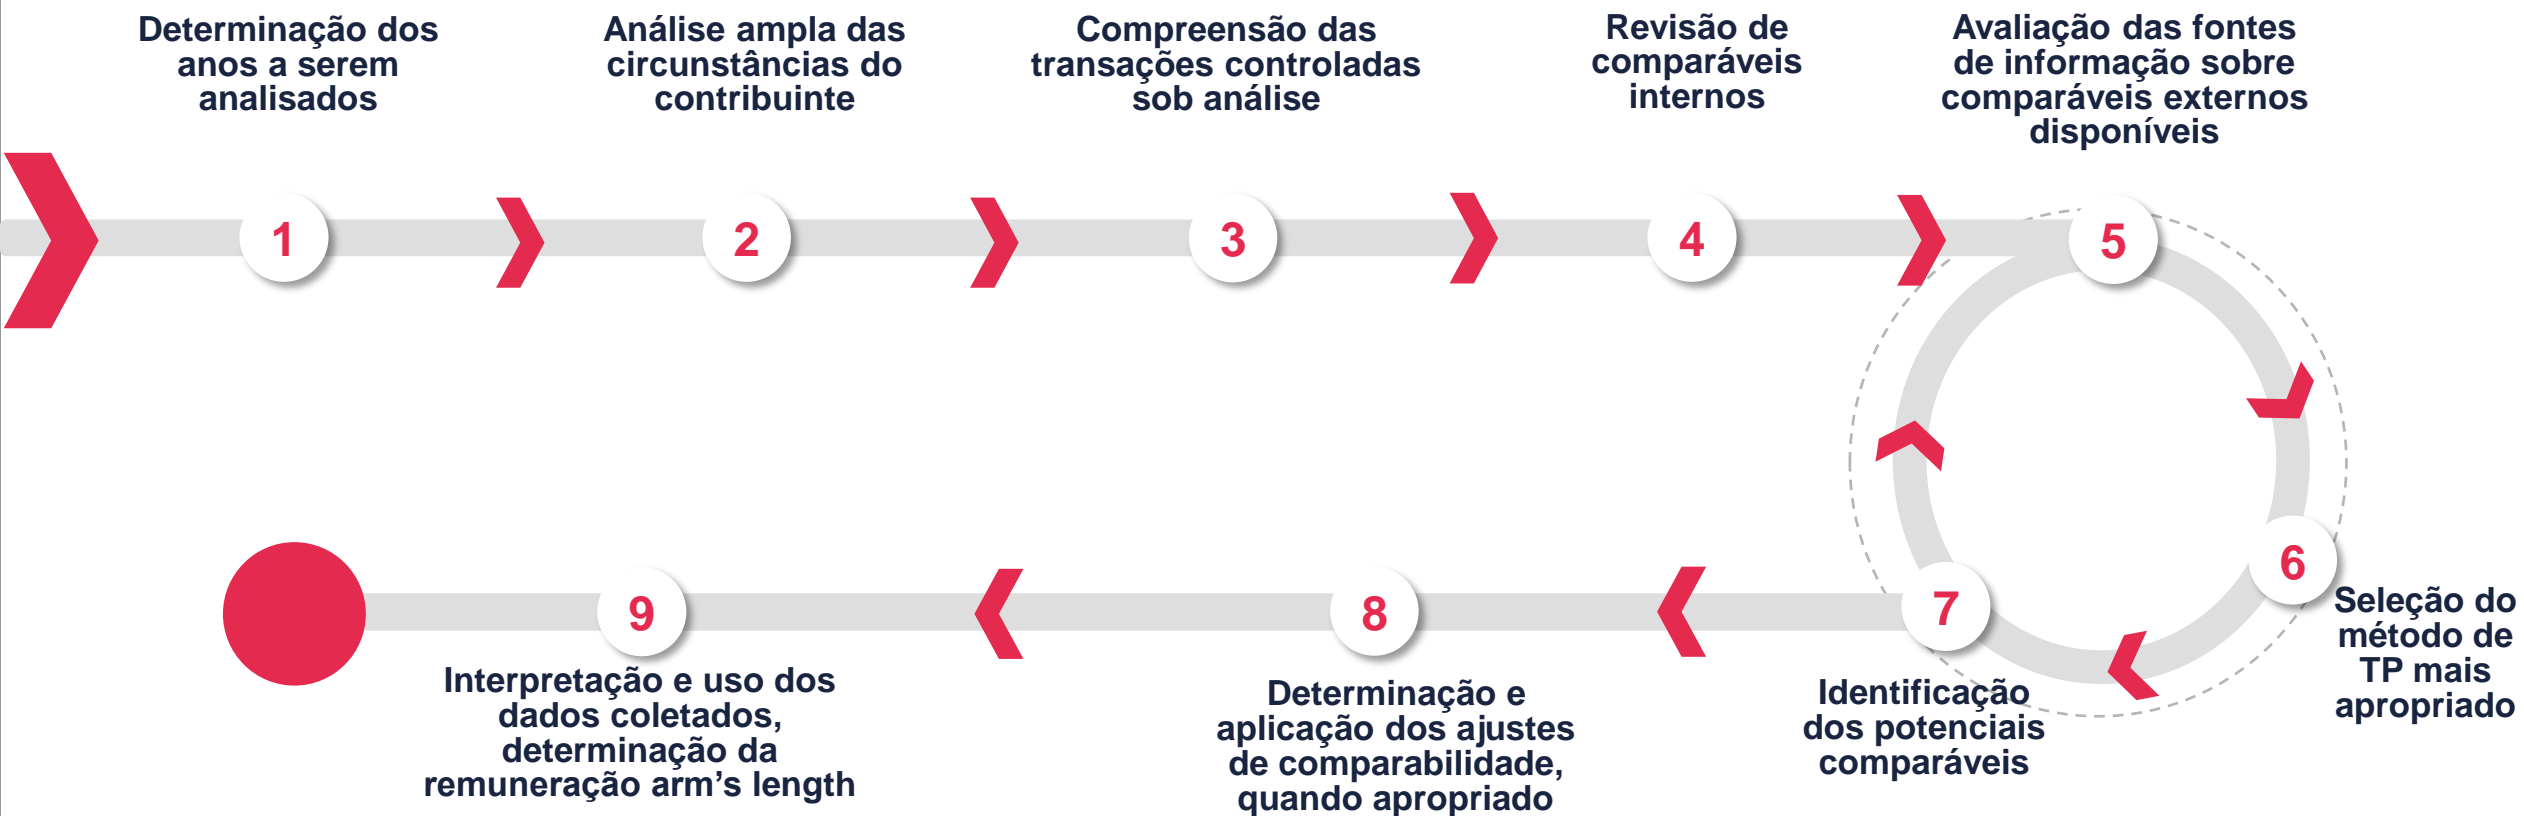 Determinação dos
anos a serem
analisados
Análise ampla das
circunstâncias do
contribuinte
Compreensão das
transações controladas
sob análise
Revisão de
comparáveis
internos
Avaliação das fontes
de informação sobre
comparáveis externos
disponíveis
1
2
3
4
5
6
Seleção do
método de
TP mais
apropriado
7
Identificação
dos potenciais
comparáveis
8
Determinação e
aplicação dos ajustes
de comparabilidade,
quando apropriado
9
Interpretação e uso dos
dados coletados,
determinação da
remuneração arm’s length